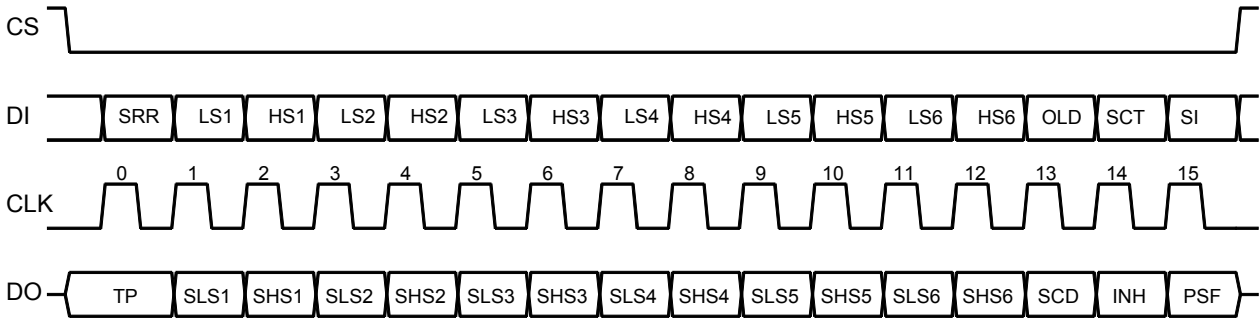 CS
DI SRR LS1 HS1 LS2 HS2 LS3 HS3 LS4 HS4 LS5 HS5 LS6 HS6 OLD SCT SI
0 1 2 3 4 5 6 7 8 9 10 11 12 13 14 15
CLK
DO TP SLS1 SHS1 SLS2 SHS2 SLS3 SHS3 SLS4 SHS4 SLS5 SHS5 SLS6 SHS6 SCD INH PSF